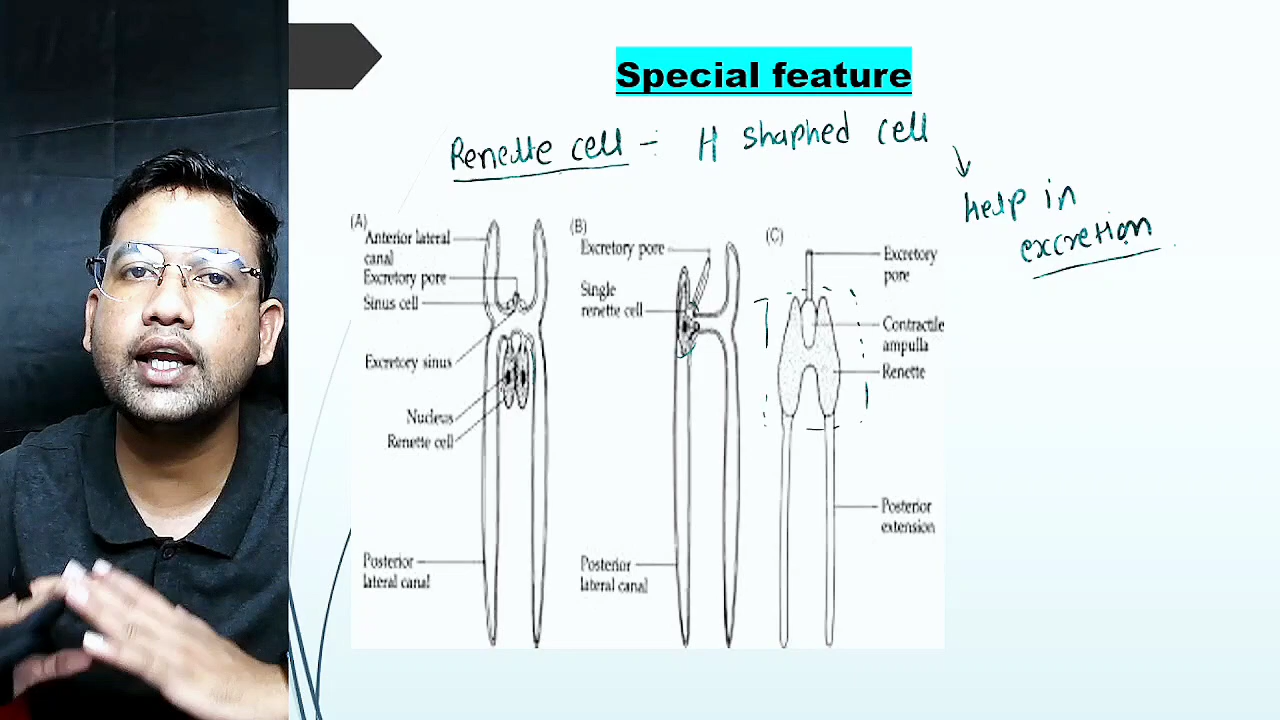 Special feature
Renette cell - H shaphed cell
help in
excretion
(A)
Anterior lateral
canal
Excretory pore
Sinus cell
Excretory sinus
Nucleus
Renette cell
Posterior
lateral canal
(B)
Excretory pore
Single
renette cell
Posterior
lateral canal
(C)
Excretory
pore
Contractile
ampulla
Renette
Posterior
extension